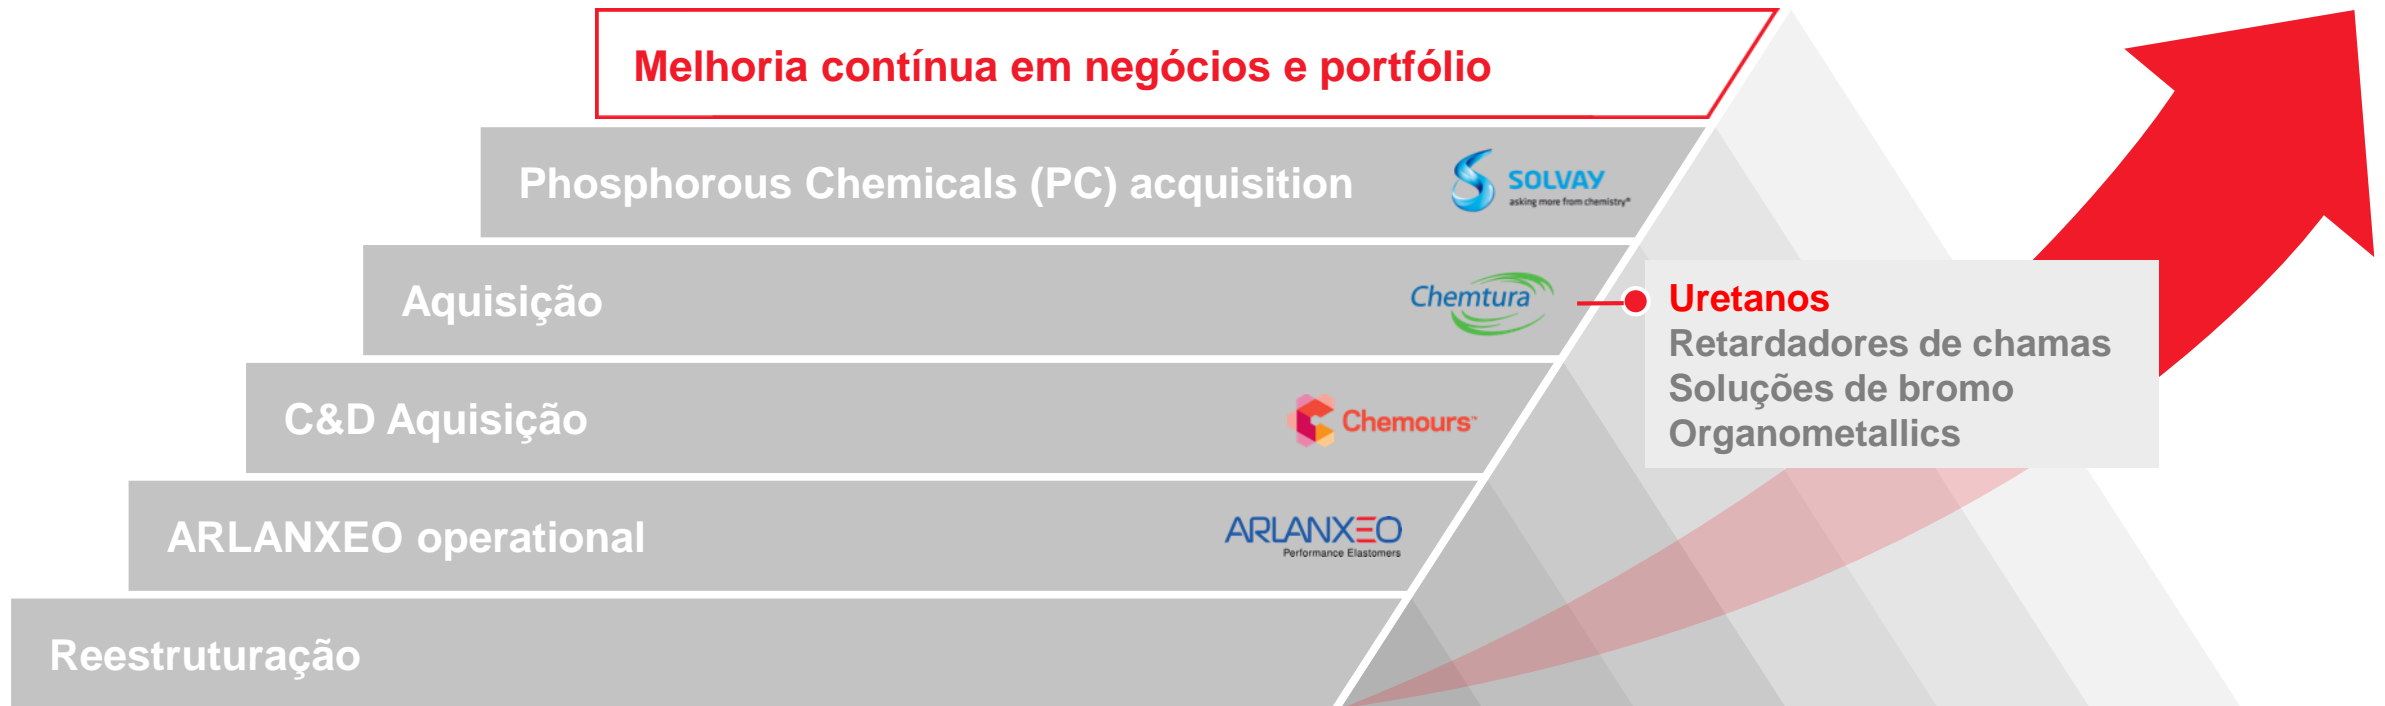 Melhoria contínua em negócios e portfólio
Phosphorous Chemicals (PC) acquisition
SOLVAY
asking more from chemistry®
Aquisição
Chemtura
Uretanos
Retardadores de chamas
Soluções de bromo
Organometallics
C&D Aquisição
Chemours™
ARLANXEO operational
ARLANXEO
Performance Elastomers
Reestruturação